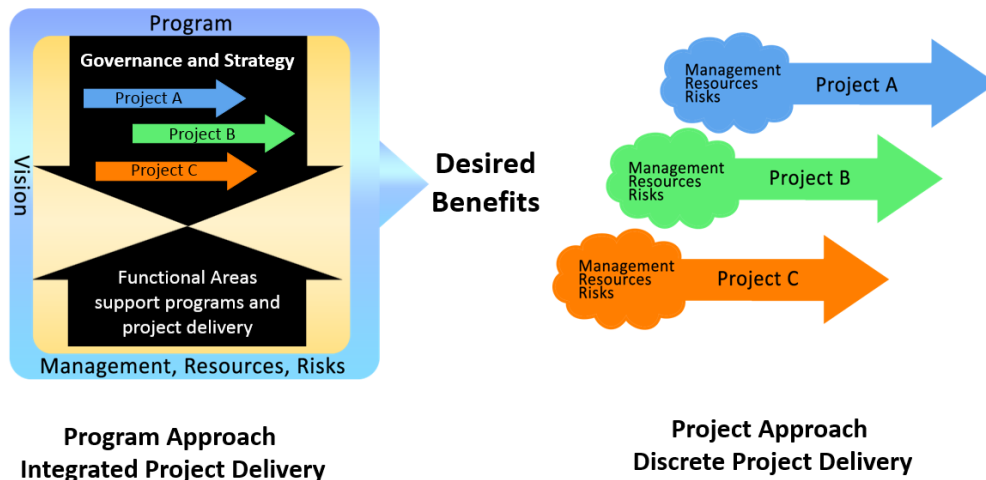 Program
Governance and Strategy
Project A
Project B
Project C
Vision
Functional Areas
support programs and
project delivery
Management, Resources, Risks
Desired
Benefits
Program Approach
Integrated Project Delivery
Management
Resources
Risks
Project A
Management
Resources
Risks
Project B
Management
Resources
Risks
Project C
Project Approach
Discrete Project Delivery